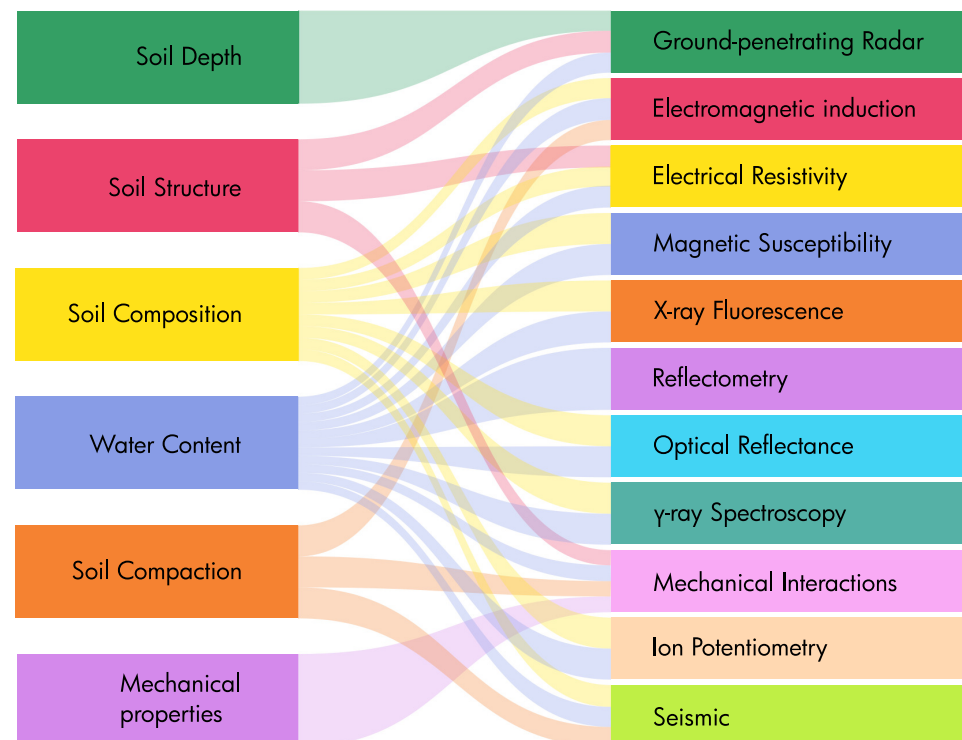 Soil Depth
Soil Structure
Soil Composition
Water Content
Soil Compaction
Mechanical
properties
Ground-penetrating Radar
Electromagnetic induction
Electrical Resistivity
Magnetic Susceptibility
X-ray Fluorescence
Reflectometry
Optical Reflectance
γ-ray Spectroscopy
Mechanical Interactions
Ion Potentiometry
Seismic